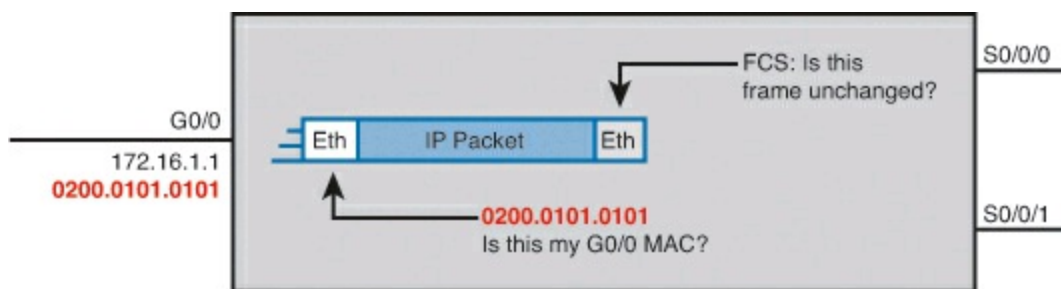 G0/0
172.16.1.1
0200.0101.0101
Eth
IP Packet
Eth
FCS: Is this
frame unchanged?
0200.0101.0101
Is this my G0/0 MAC?
S0/0/0
S0/0/1